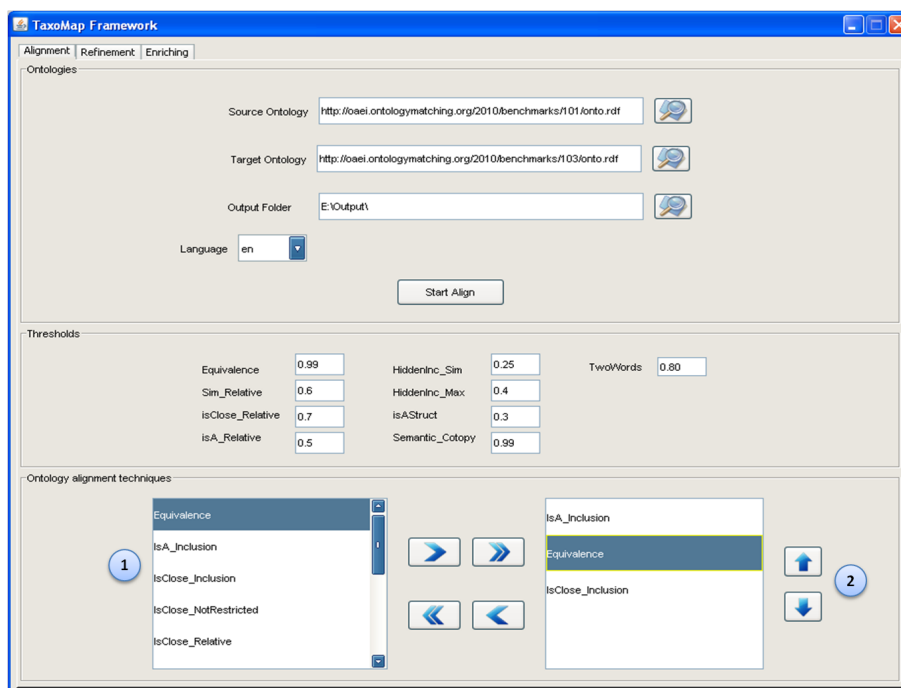 TaxoMap Framework
Alignment Refinement Enriching
Ontologies
Source Ontology http://oaei.ontologymatching.org/2010/benchmarks/101/onto.rdf
Target Ontology http://oaei.ontologymatching.org/2010/benchmarks/103/onto.rdf
Output Folder E:\Output\
Language en
Start Align
Thresholds
Equivalence 0.99 HiddenInc_Sim 0.25 TwoWords 0.80
Sim_Relative 0.6 HiddenInc_Max 0.4
isClose_Relative 0.7 isAStruct 0.3
isA_Relative 0.5 Semantic_Cotopy 0.99
Ontology alignment techniques
Equivalence
IsA_Inclusion
IsClose_Inclusion
IsClose_NotRestricted
IsClose_Relative
1
IsA_Inclusion
Equivalence
IsClose_Inclusion
2